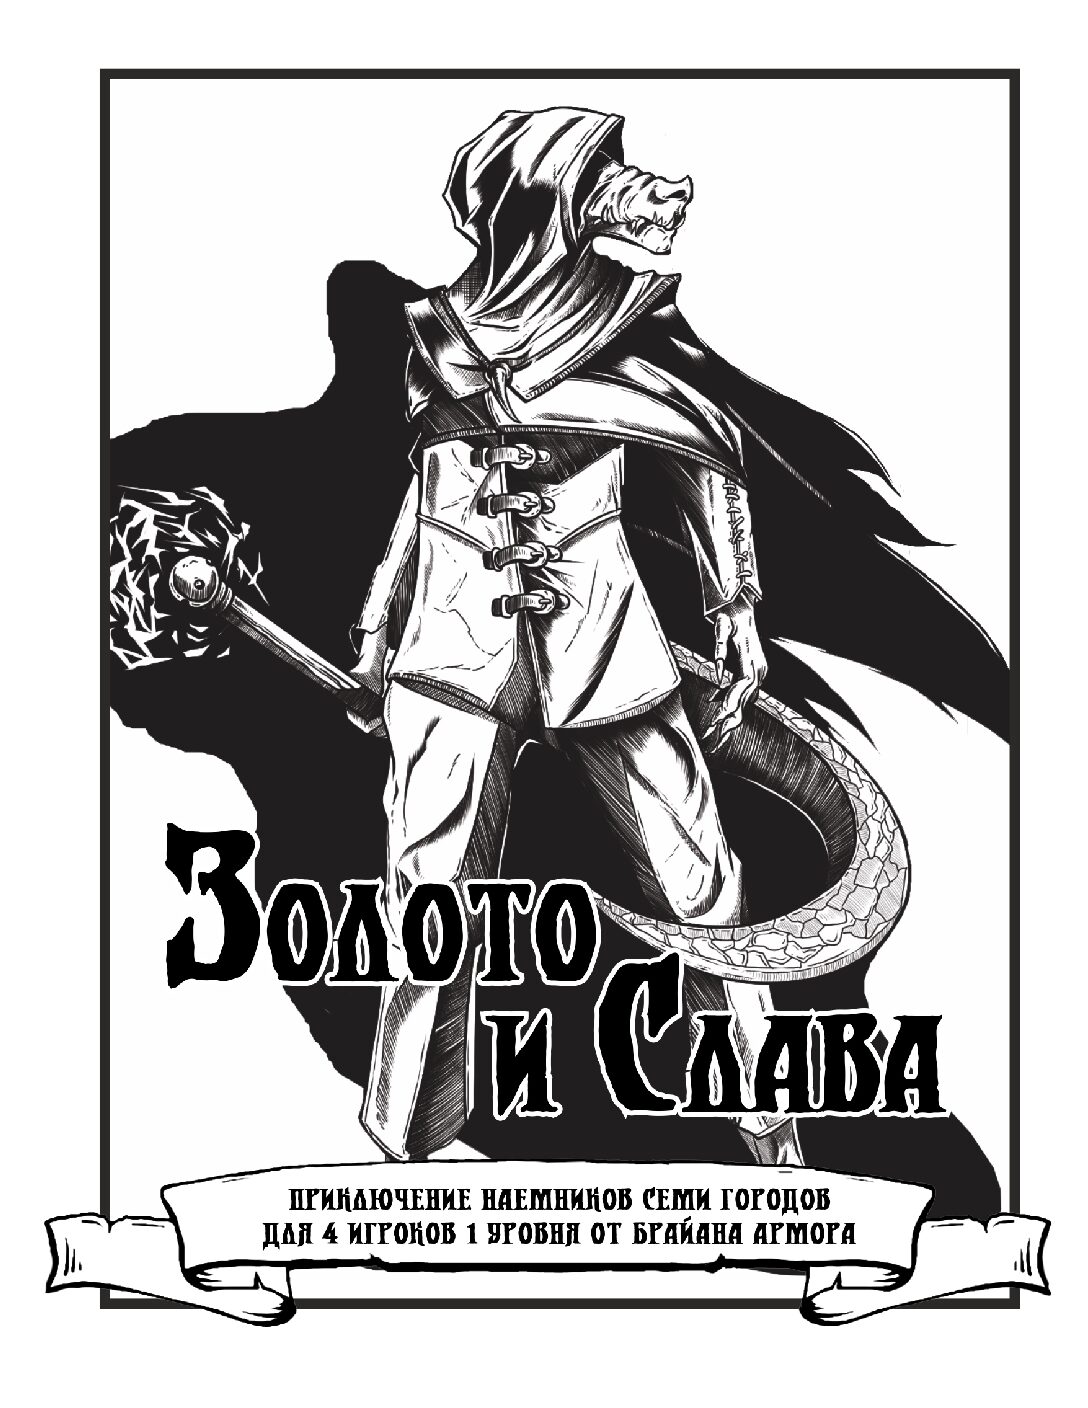 Золото
и Слава
ПРИКЛЮЧЕНИЕ НАЕМНИКОВ СЕМИ ГОРОДОВ
ДЛЯ 4 ИГРОКОВ 1 УРОВНЯ ОТ БРАЙАНА АРМОРА